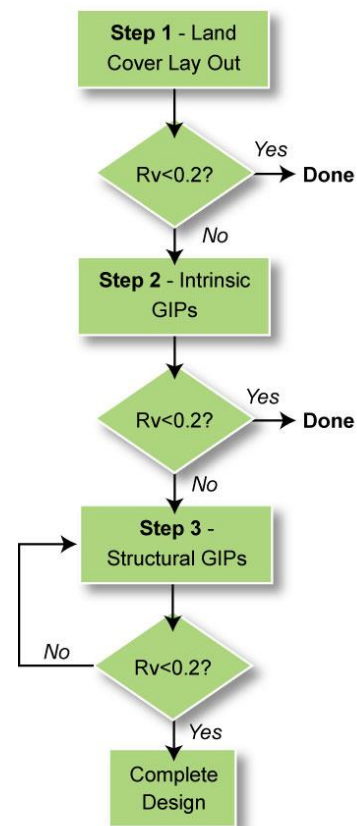 Step 1 - Land
Cover Lay Out
Rv<0.2?
Yes
Done
No
Step 2 - Intrinsic
GIPs
Rv<0.2?
Yes
Done
No
Step 3 -
Structural GIPs
Rv<0.2?
No
Yes
Complete
Design